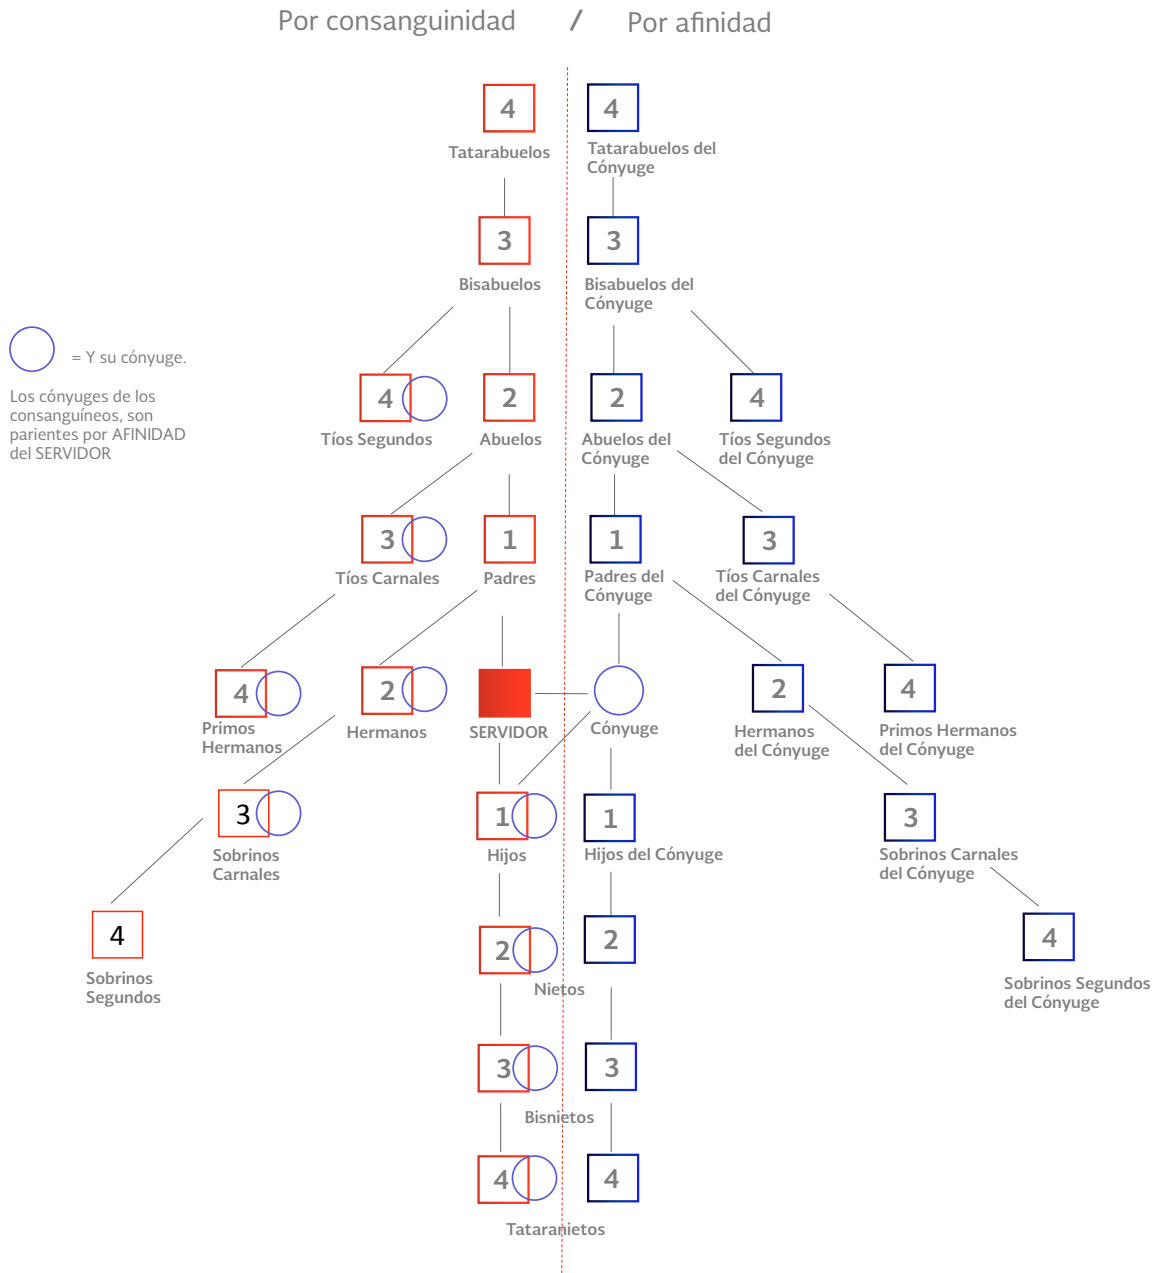 Por consanguinidad / Por afinidad
4 4
Tatarabuelos Tatarabuelos del
Cónyuge
3 3
Bisabuelos Bisabuelos del
Cónyuge
= Y su cónyuge.
Los cónyuges de los
consanguíneos, son
parientes por AFINIDAD
del SERVIDOR
4 2 2 4
Tíos Segundos Abuelos Abuelos del Tíos Segundos
Cónyuge del Cónyuge
3 1 1 3
Tíos Carnales Padres Padres del Tíos Carnales
Cónyuge del Cónyuge
4 2 2 4
Primos Hermanos SERVIDOR Cónyuge Hermanos Primos Hermanos
Hermanos del Cónyuge del Cónyuge
3 1 1 3
Sobrinos Hijos Hijos del Cónyuge Sobrinos Carnales
Carnales del Cónyuge
4 2 2 4
Sobrinos Nietos Sobrinos Segundos
Segundos del Cónyuge
3 3
Bisnietos
4 4
Tataranietos